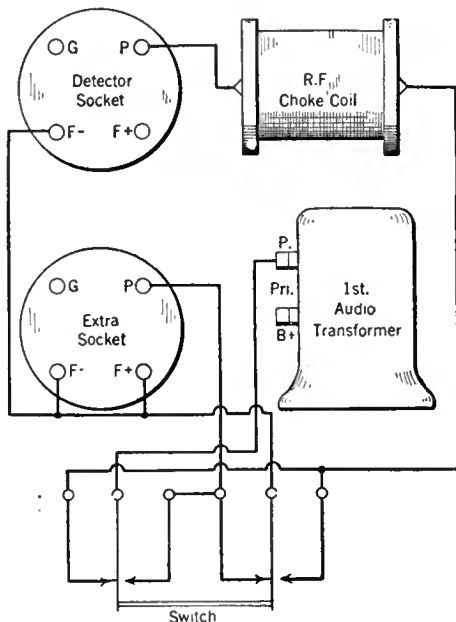 G
P
Detector
Socket
F-
F+
R.F.
Choke Coil
G
P
Extra
Socket
F-
F+
P.
Pri.
B+
1st.
Audio
Transformer
Switch